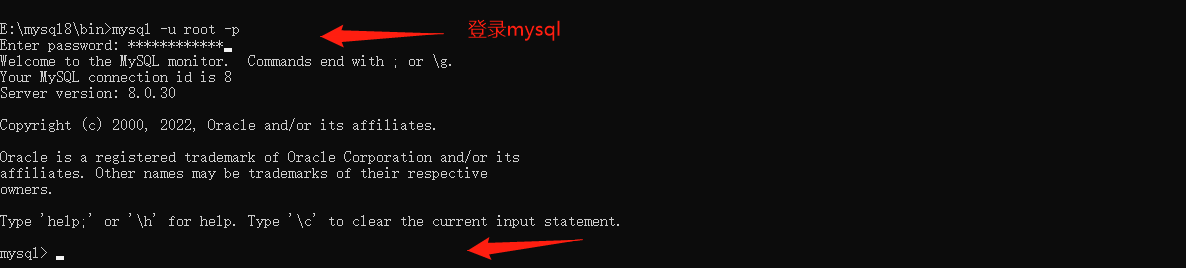 E:\mysql8\bin>mysql -u root -p
登录mysql
Enter password: ************
Welcome to the MySQL monitor.  Commands end with ; or \g.
Your MySQL connection id is 8
Server version: 8.0.30
Copyright (c) 2000, 2022, Oracle and/or its affiliates.
Oracle is a registered trademark of Oracle Corporation and/or its
affiliates. Other names may be trademarks of their respective
owners.
Type 'help;' or '\h' for help. Type '\c' to clear the current input statement.
mysql>